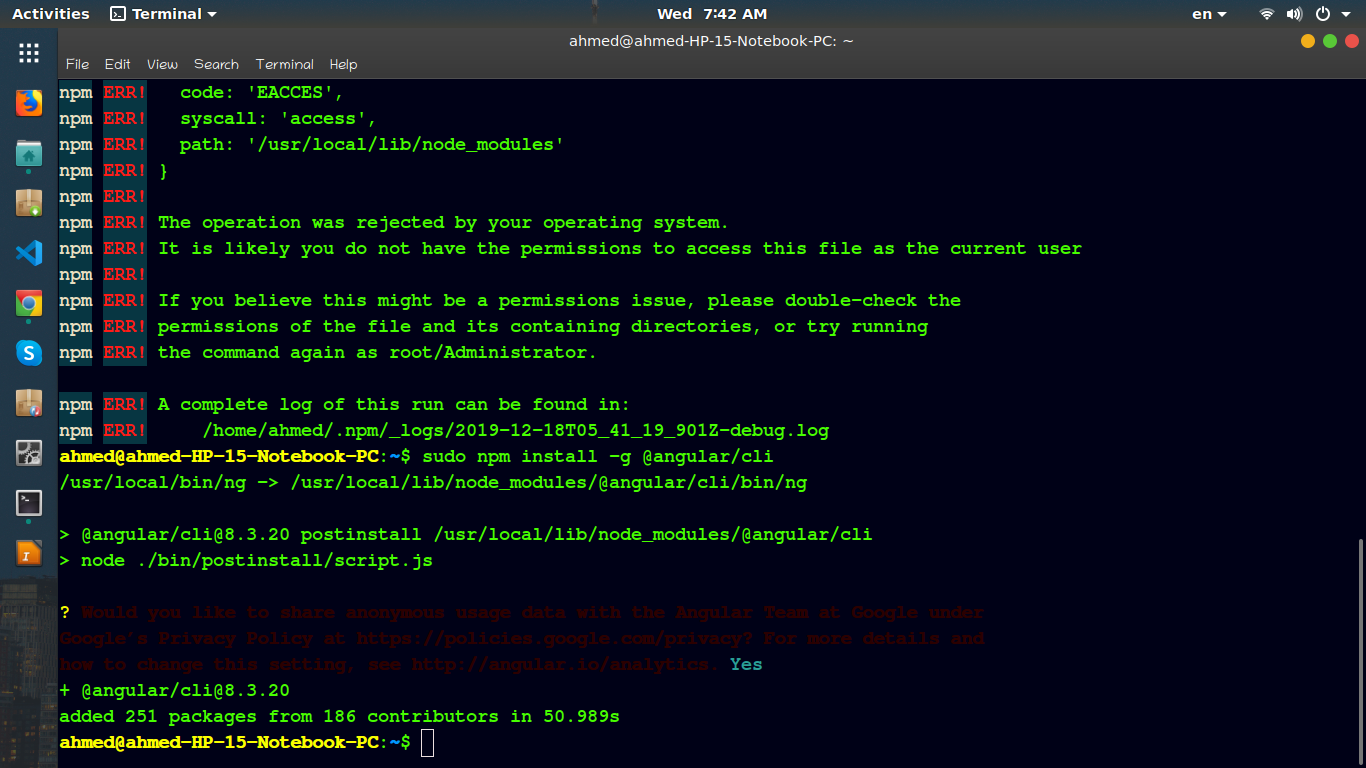 Activities Terminal Wed 7:42 AM en
ahmed@ahmed-HP-15-Notebook-PC: ~
File Edit View Search Terminal Help
npm ERR!   code: 'EACCES',
npm ERR!   syscall: 'access',
npm ERR!   path: '/usr/local/lib/node_modules'
npm ERR! }
npm ERR!
npm ERR! The operation was rejected by your operating system.
npm ERR! It is likely you do not have the permissions to access this file as the current user
npm ERR!
npm ERR! If you believe this might be a permissions issue, please double-check the
npm ERR! permissions of the file and its containing directories, or try running
npm ERR! the command again as root/Administrator.
npm ERR! A complete log of this run can be found in:
npm ERR!     /home/ahmed/.npm/_logs/2019-12-18T05_41_19_901Z-debug.log
ahmed@ahmed-HP-15-Notebook-PC:~$ sudo npm install -g @angular/cli
/usr/local/bin/ng -> /usr/local/lib/node_modules/@angular/cli/bin/ng
> @angular/cli@8.3.20 postinstall /usr/local/lib/node_modules/@angular/cli
> node ./bin/postinstall/script.js
? Would you like to share anonymous usage data with the Angular Team at Google under
Google's Privacy Policy at https://policies.google.com/privacy? For more details and
how to change this setting, see http://angular.io/analytics. Yes
+ @angular/cli@8.3.20
added 251 packages from 186 contributors in 50.989s
ahmed@ahmed-HP-15-Notebook-PC:~$